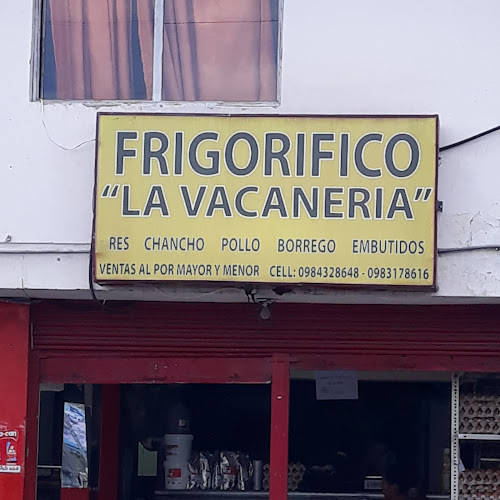 FRIGORIFICO
"LA VACANERIA"
RES CHANCHO POLLO BORREGO EMBUTIDOS
VENTAS AL POR MAYOR Y MENOR CELL: 0984328648 - 0983178616